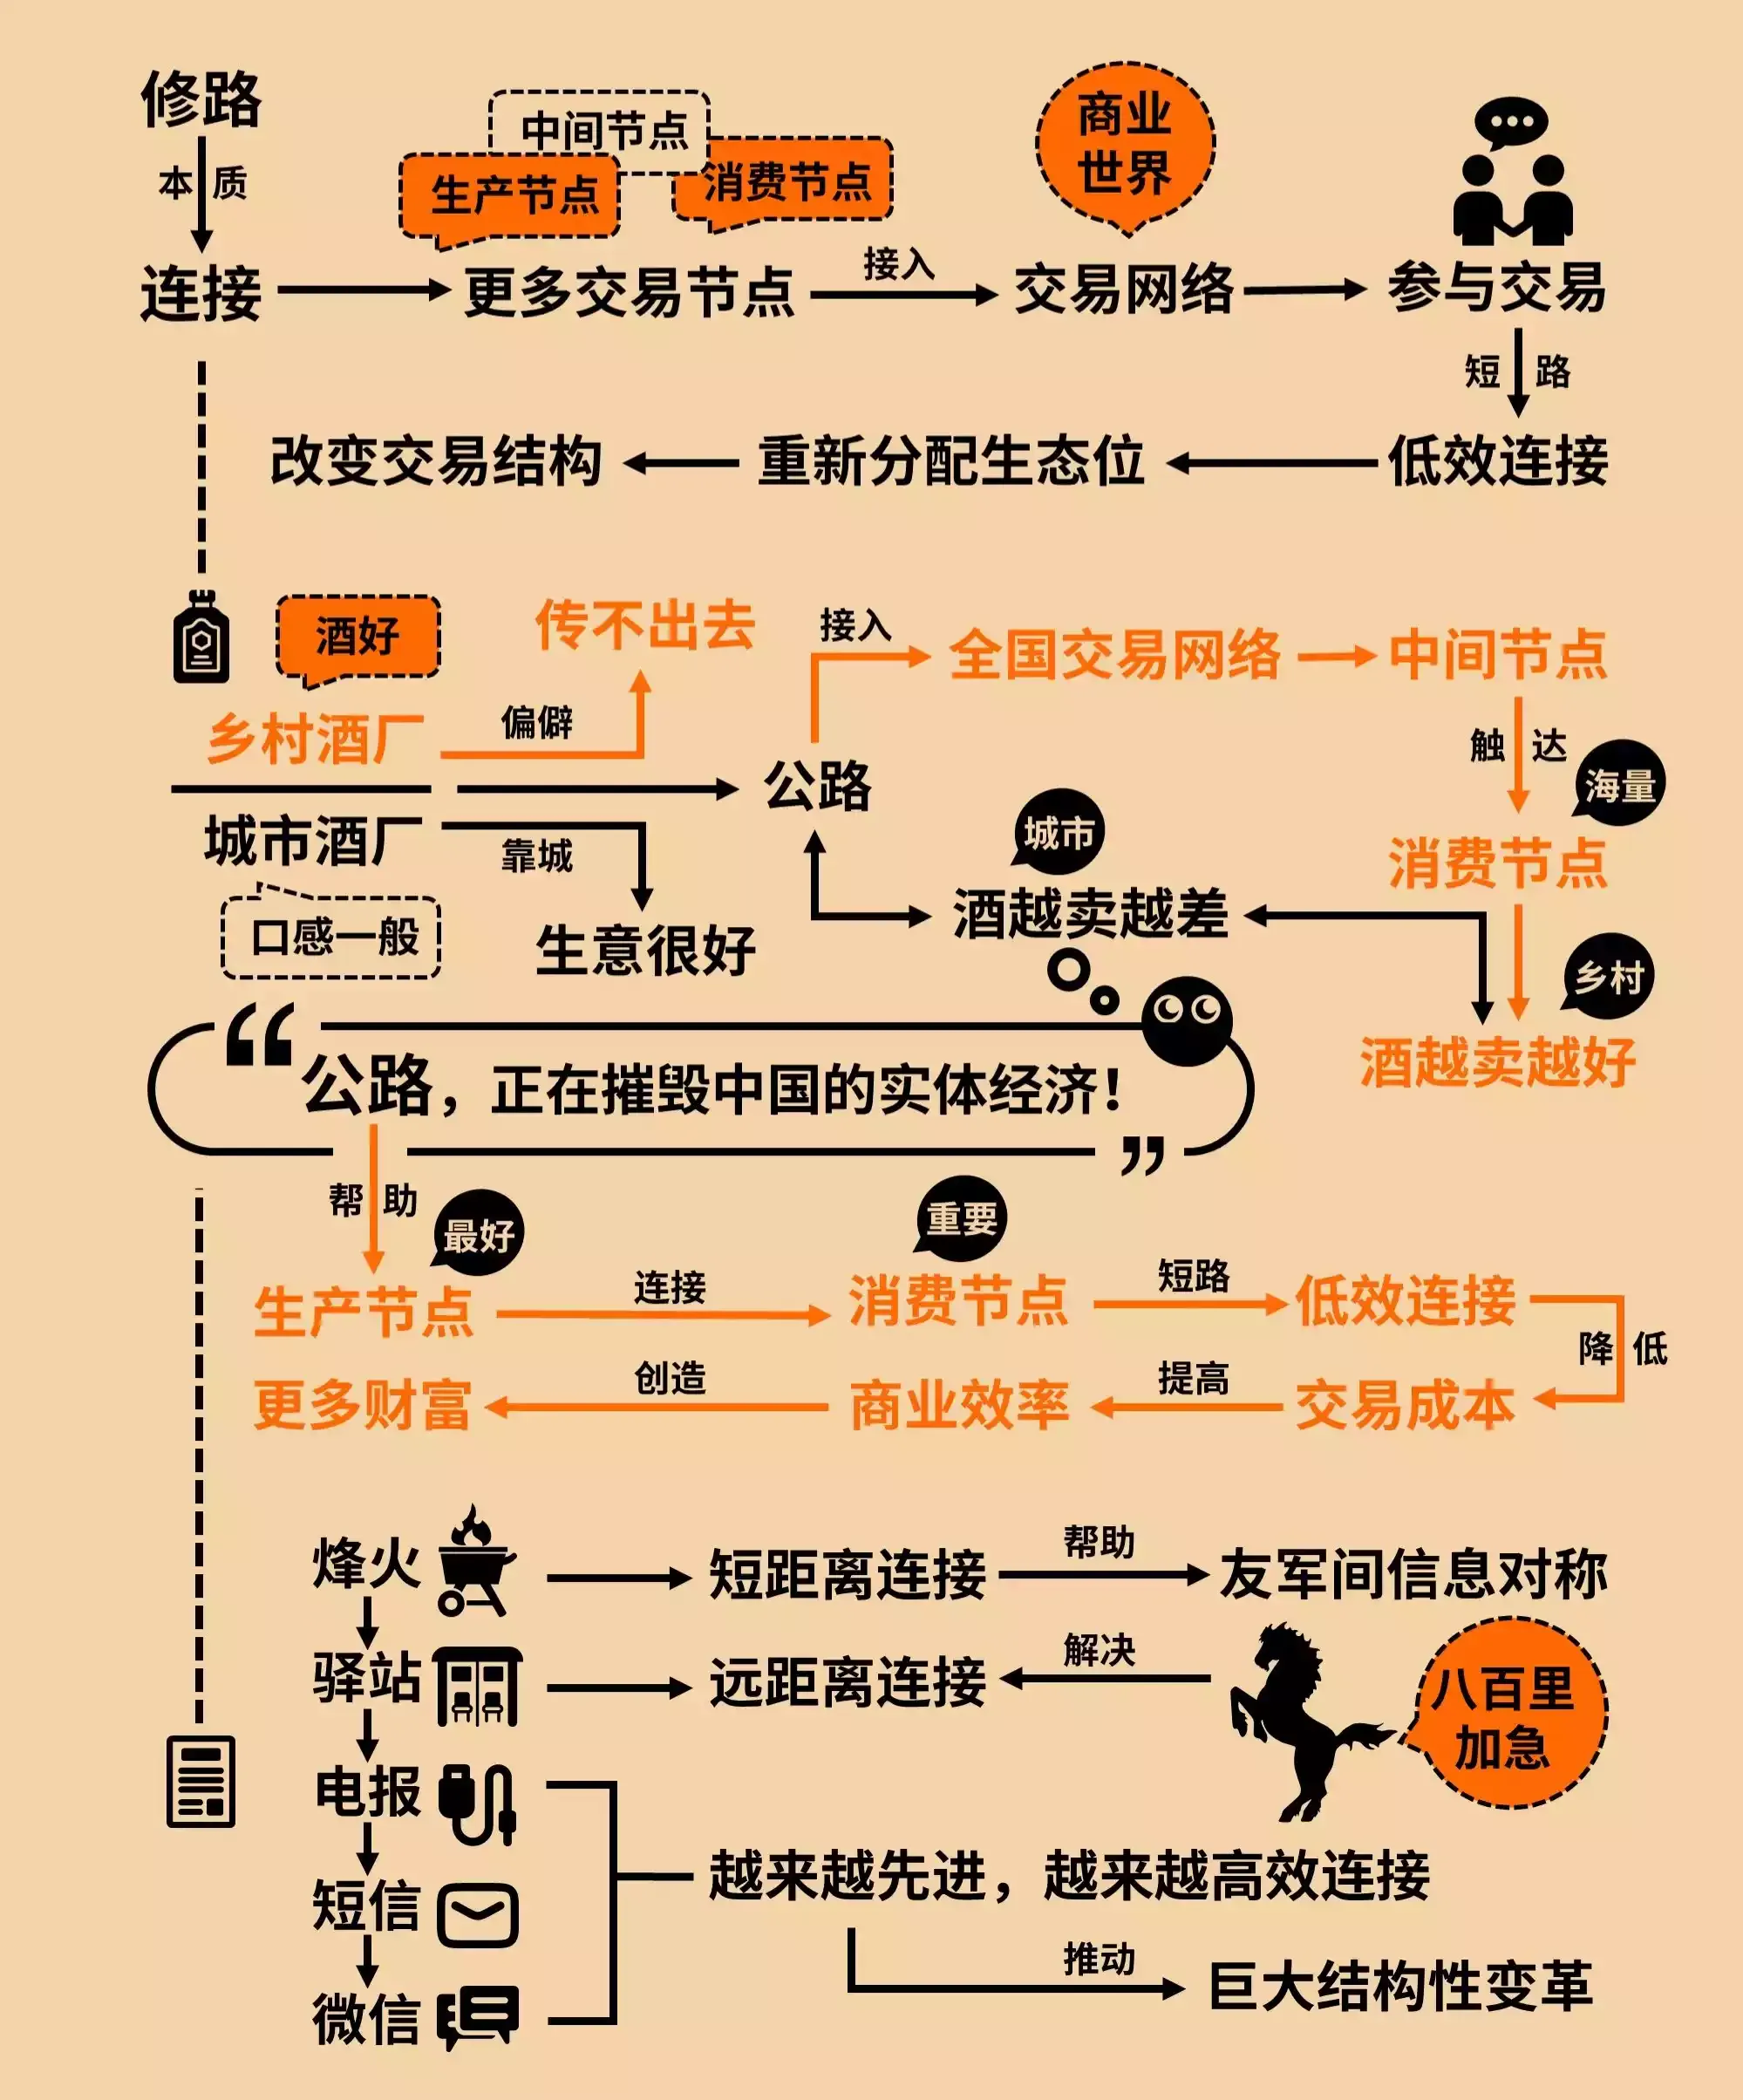 修路
本质
连接
中间节点
生产节点
消费节点
更多交易节点
接入
商业
世界
交易网络
参与交易
短路
低效连接
重新分配生态位
改变交易结构
酒好
乡村酒厂
偏僻
传不出去
城市酒厂
口感一般
靠城
生意很好
公路
接入
全国交易网络
中间节点
触达
海量
消费节点
乡村
酒越卖越好
城市
酒越卖越差
“公路，正在摧毁中国的实体经济！”
帮助
最好
生产节点
连接
重要
消费节点
短路
低效连接
降低
交易成本
提高
商业效率
创造
更多财富
烽火
短距离连接
帮助
友军间信息对称
驿站
远距离连接
解决
八百里
加急
电报
短信
微信
越来越先进，越来越高效连接
推动
巨大结构性变革